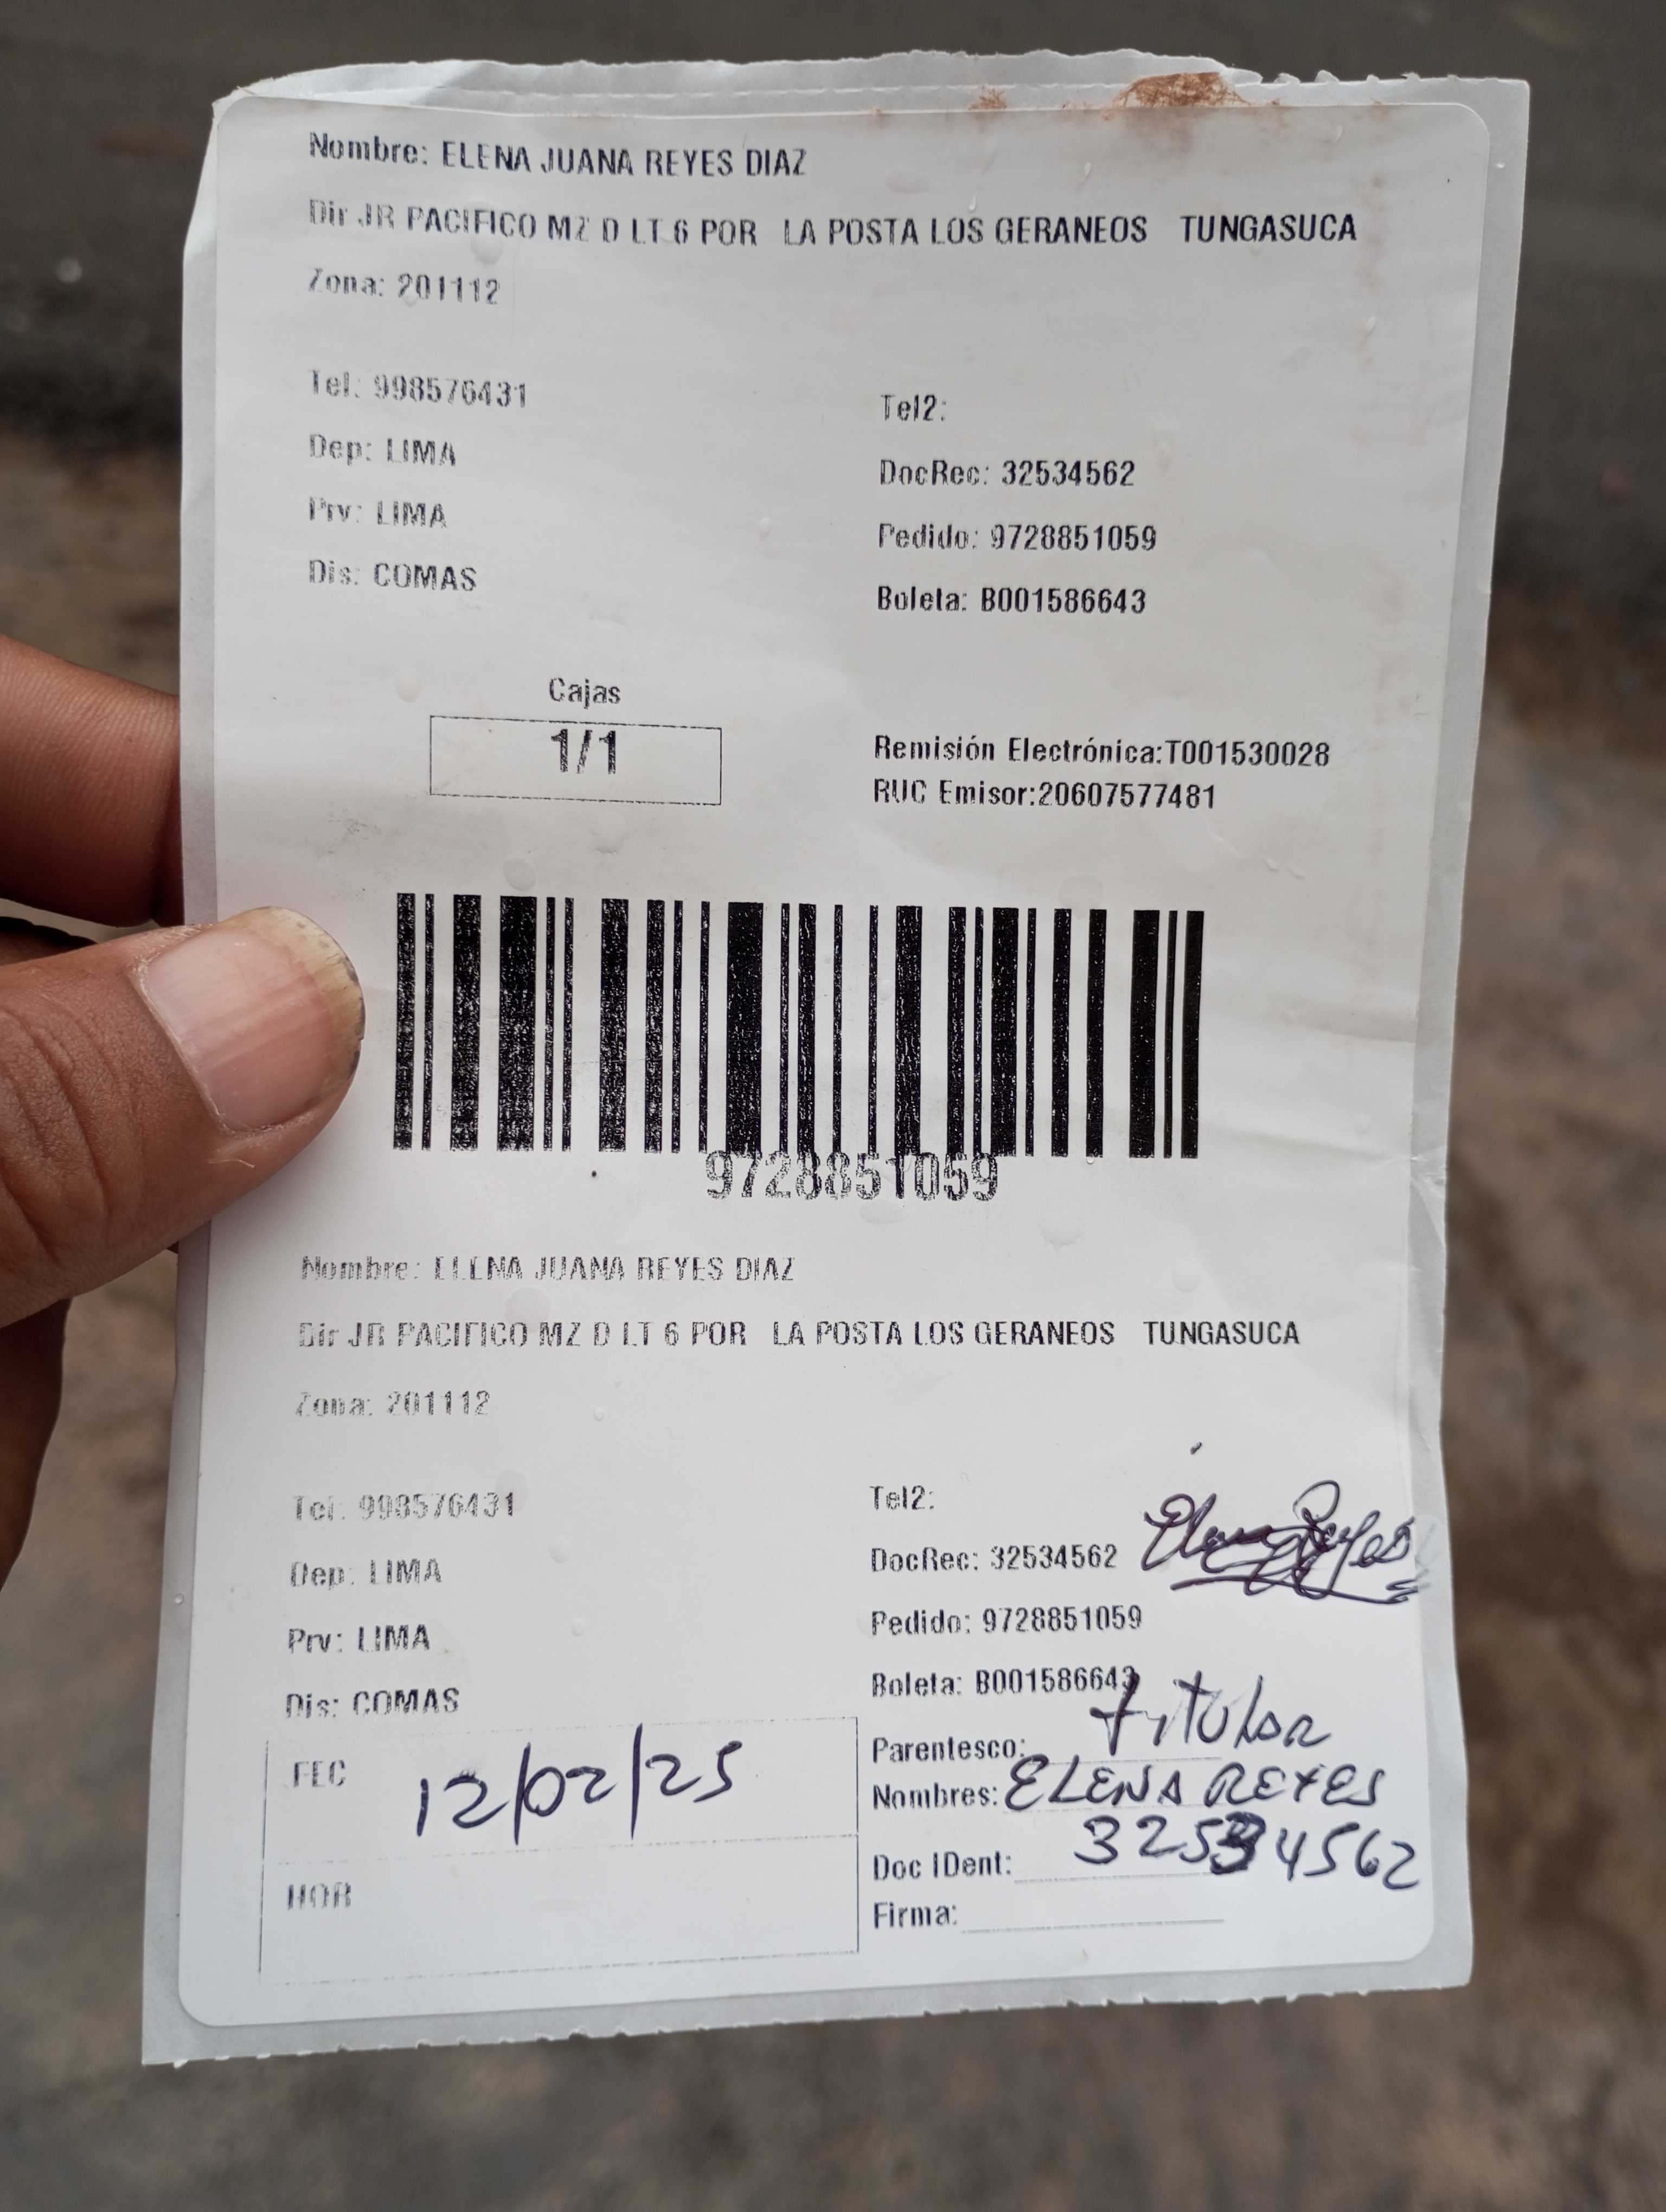 Nombre: ELENA JUANA REYES DIAZ
Dir JR PACIFICO MZ D LT 6 POR LA POSTA LOS GERANEOS TUNGASUCA
Zona: 201112
Tel: 998576431
Tel2:
Dep: LIMA
DocRec: 32534562
Prv: LIMA
Pedido: 9728851059
Dis: COMAS
Boleta: B001586643
Cajas
1/1
Remisión Electrónica:T001530028
RUC Emisor:20607577481
9728851059
Nombre: ELENA JUANA REYES DIAZ
Dir JR PACIFICO MZ D LT 6 POR LA POSTA LOS GERANEOS TUNGASUCA
Zona: 201112
Tel: 998576431
Tel2:
Dep: LIMA
DocRec: 32534562 Elena Reyes
Prv: LIMA
Pedido: 9728851059
Dis: COMAS
Boleta: B001586643
FEC 12/02/25
Parentesco: titular
Nombres: ELENA REYES
Doc IDent: 32534562
HOR
Firma: